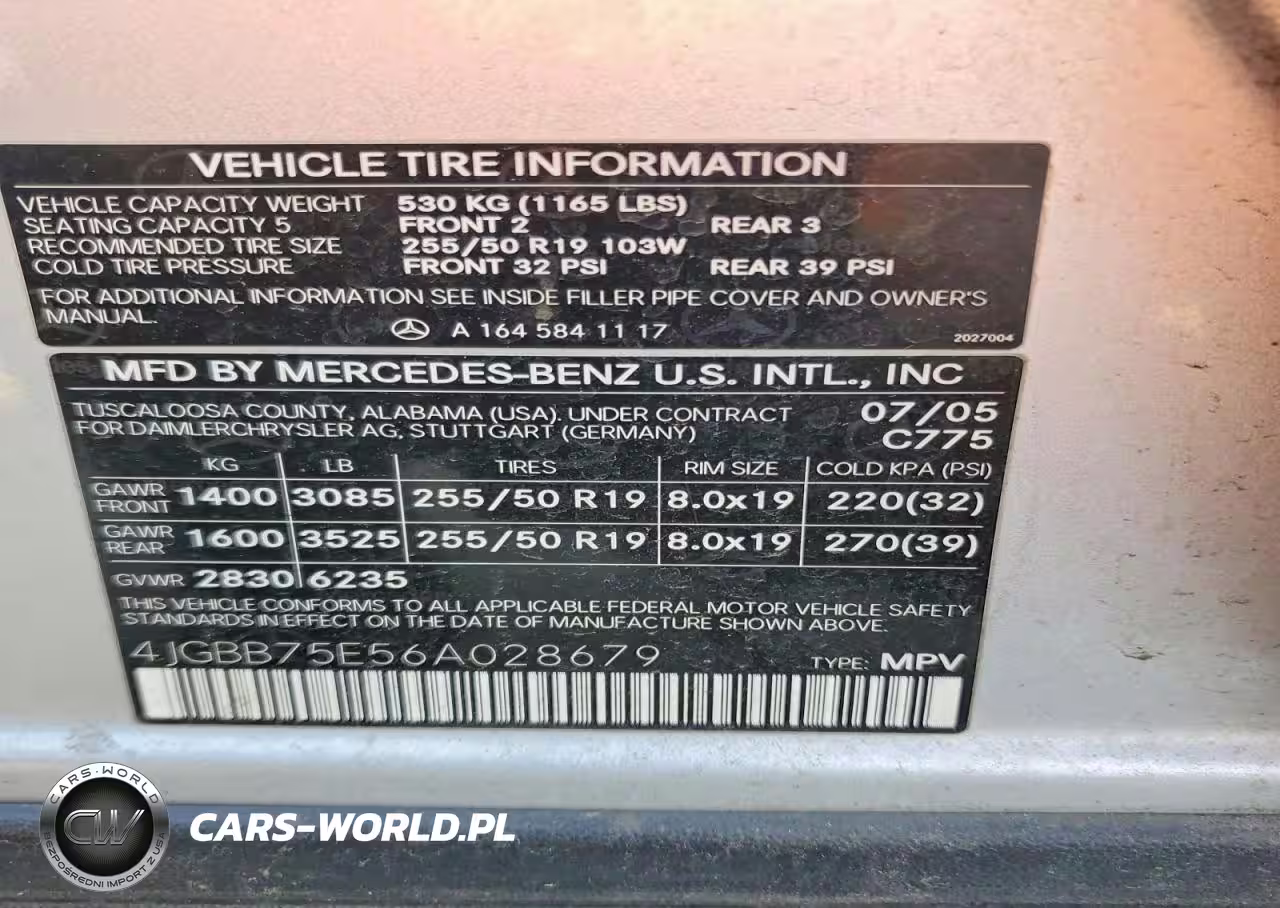 VEHICLE TIRE INFORMATION
VEHICLE CAPACITY WEIGHT 530 KG (1165 LBS)
SEATING CAPACITY 5 FRONT 2 REAR 3
RECOMMENDED TIRE SIZE 255/50 R19 103W
COLD TIRE PRESSURE FRONT 32 PSI REAR 39 PSI
FOR ADDITIONAL INFORMATION SEE INSIDE FILLER PIPE COVER AND OWNER'S
MANUAL.
A 164 584 11 17
2027004
MFD BY MERCEDES-BENZ U.S. INTL., INC
TUSCALOOSA COUNTY, ALABAMA (USA). UNDER CONTRACT 07/05
FOR DAIMLERCHRYSLER AG, STUTTGART (GERMANY) C775
KG LB TIRES RIM SIZE COLD KPA (PSI)
GAWR FRONT 1400 3085 255/50 R19 8.0x19 220(32)
GAWR REAR 1600 3525 255/50 R19 8.0x19 270(39)
GVWR 2830 6235
THIS VEHICLE CONFORMS TO ALL APPLICABLE FEDERAL MOTOR VEHICLE SAFETY
STANDARDS IN EFFECT ON THE DATE OF MANUFACTURE SHOWN ABOVE.
4JGBB75E56A028679 TYPE: MPV
CARS-WORLD
CW
BEZPOŚREDNI IMPORT Z USA
CARS-WORLD.PL